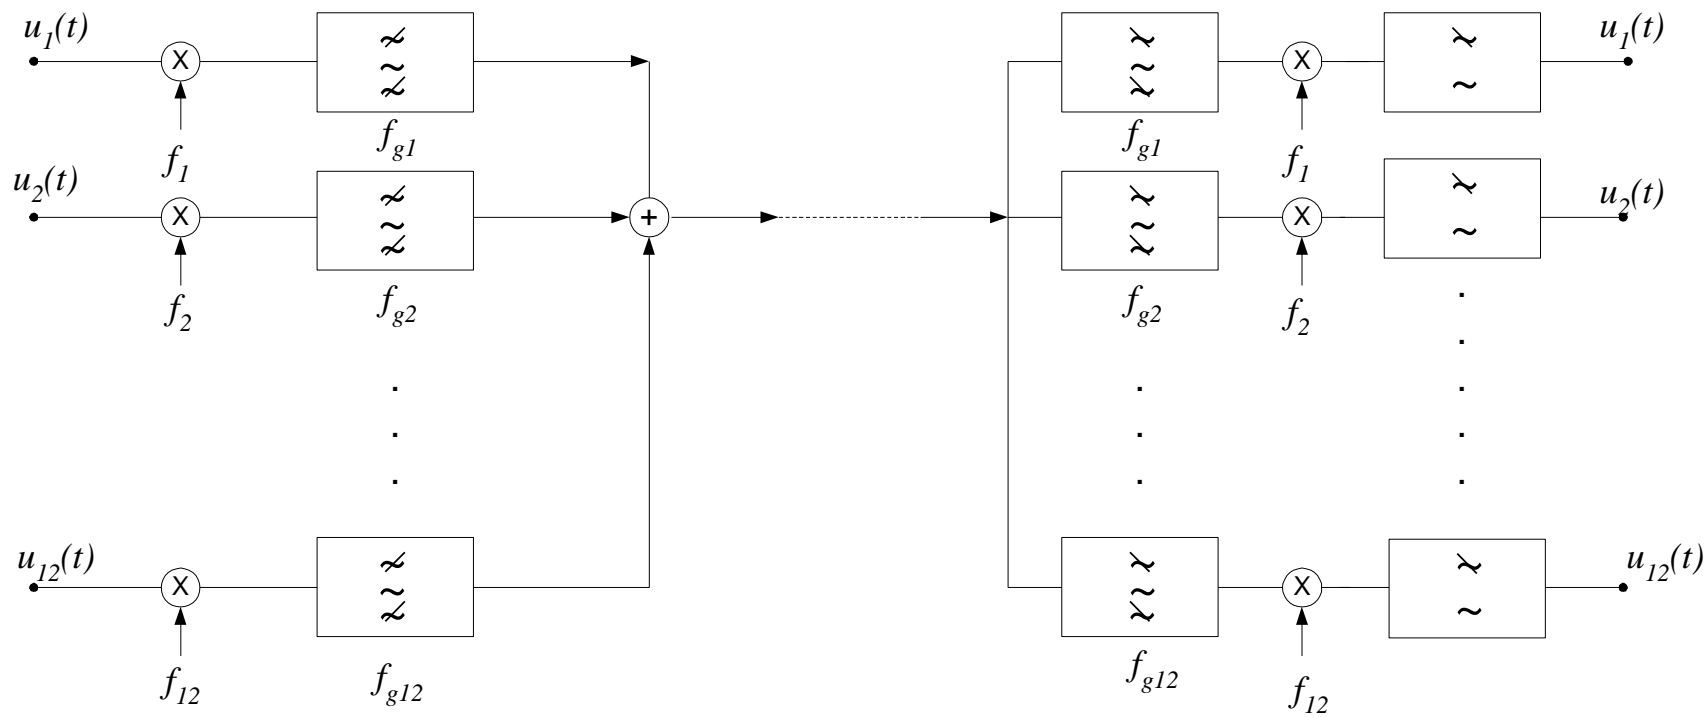 u1(t)
X
f1
fg1
u2(t)
X
f2
fg2
+
.
.
.
u12(t)
X
f12
fg12
fg1
X
f1
u1(t)
fg2
X
f2
u2(t)
.
.
.
.
.
.
.
.
fg12
X
f12
u12(t)